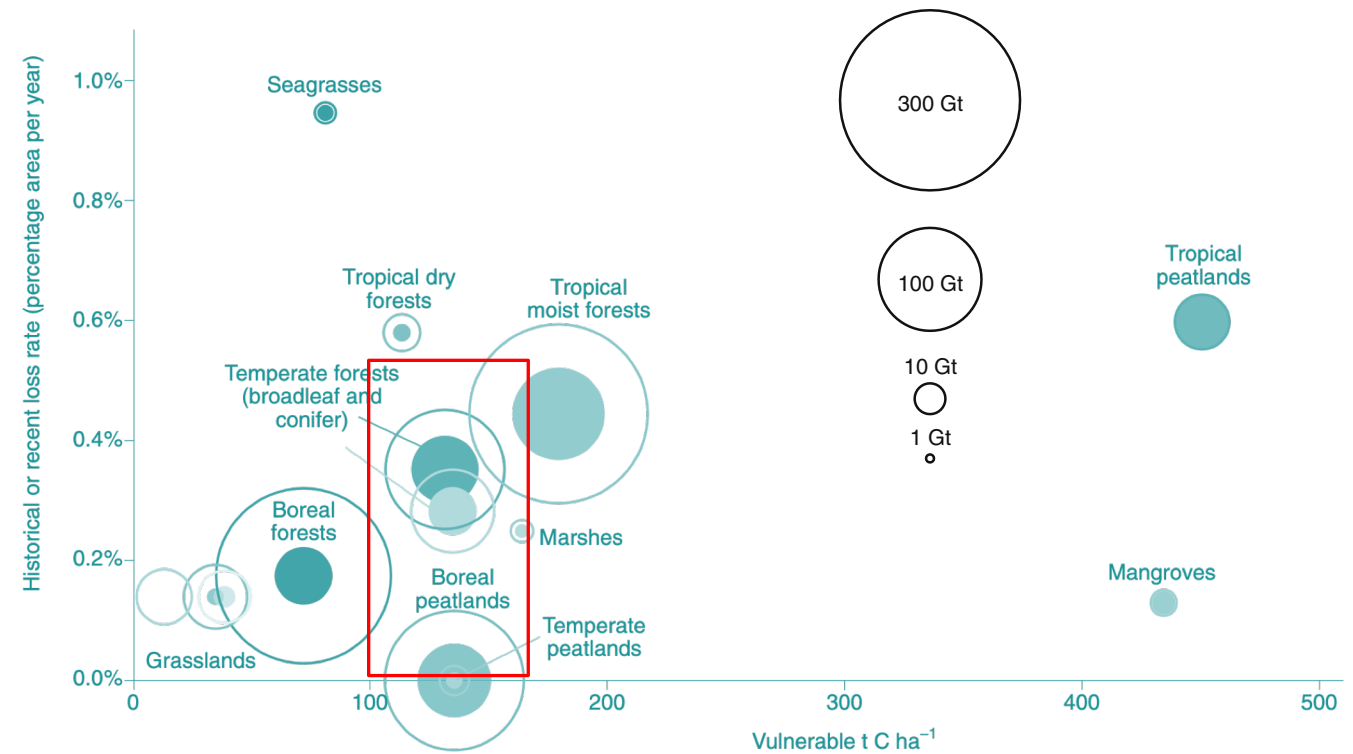 Historical or recent loss rate (percentage area per year)
1.0%
0.8%
0.6%
0.4%
0.2%
0.0%
Seagrasses
Tropical dry
forests
Tropical
moist forests
Temperate forests
(broadleaf and
conifer)
Boreal
forests
Marshes
Boreal
peatlands
Temperate
peatlands
Grasslands
300 Gt
100 Gt
10 Gt
1 Gt
Tropical
peatlands
Mangroves
0
100
200
300
400
500
Vulnerable t C ha⁻¹